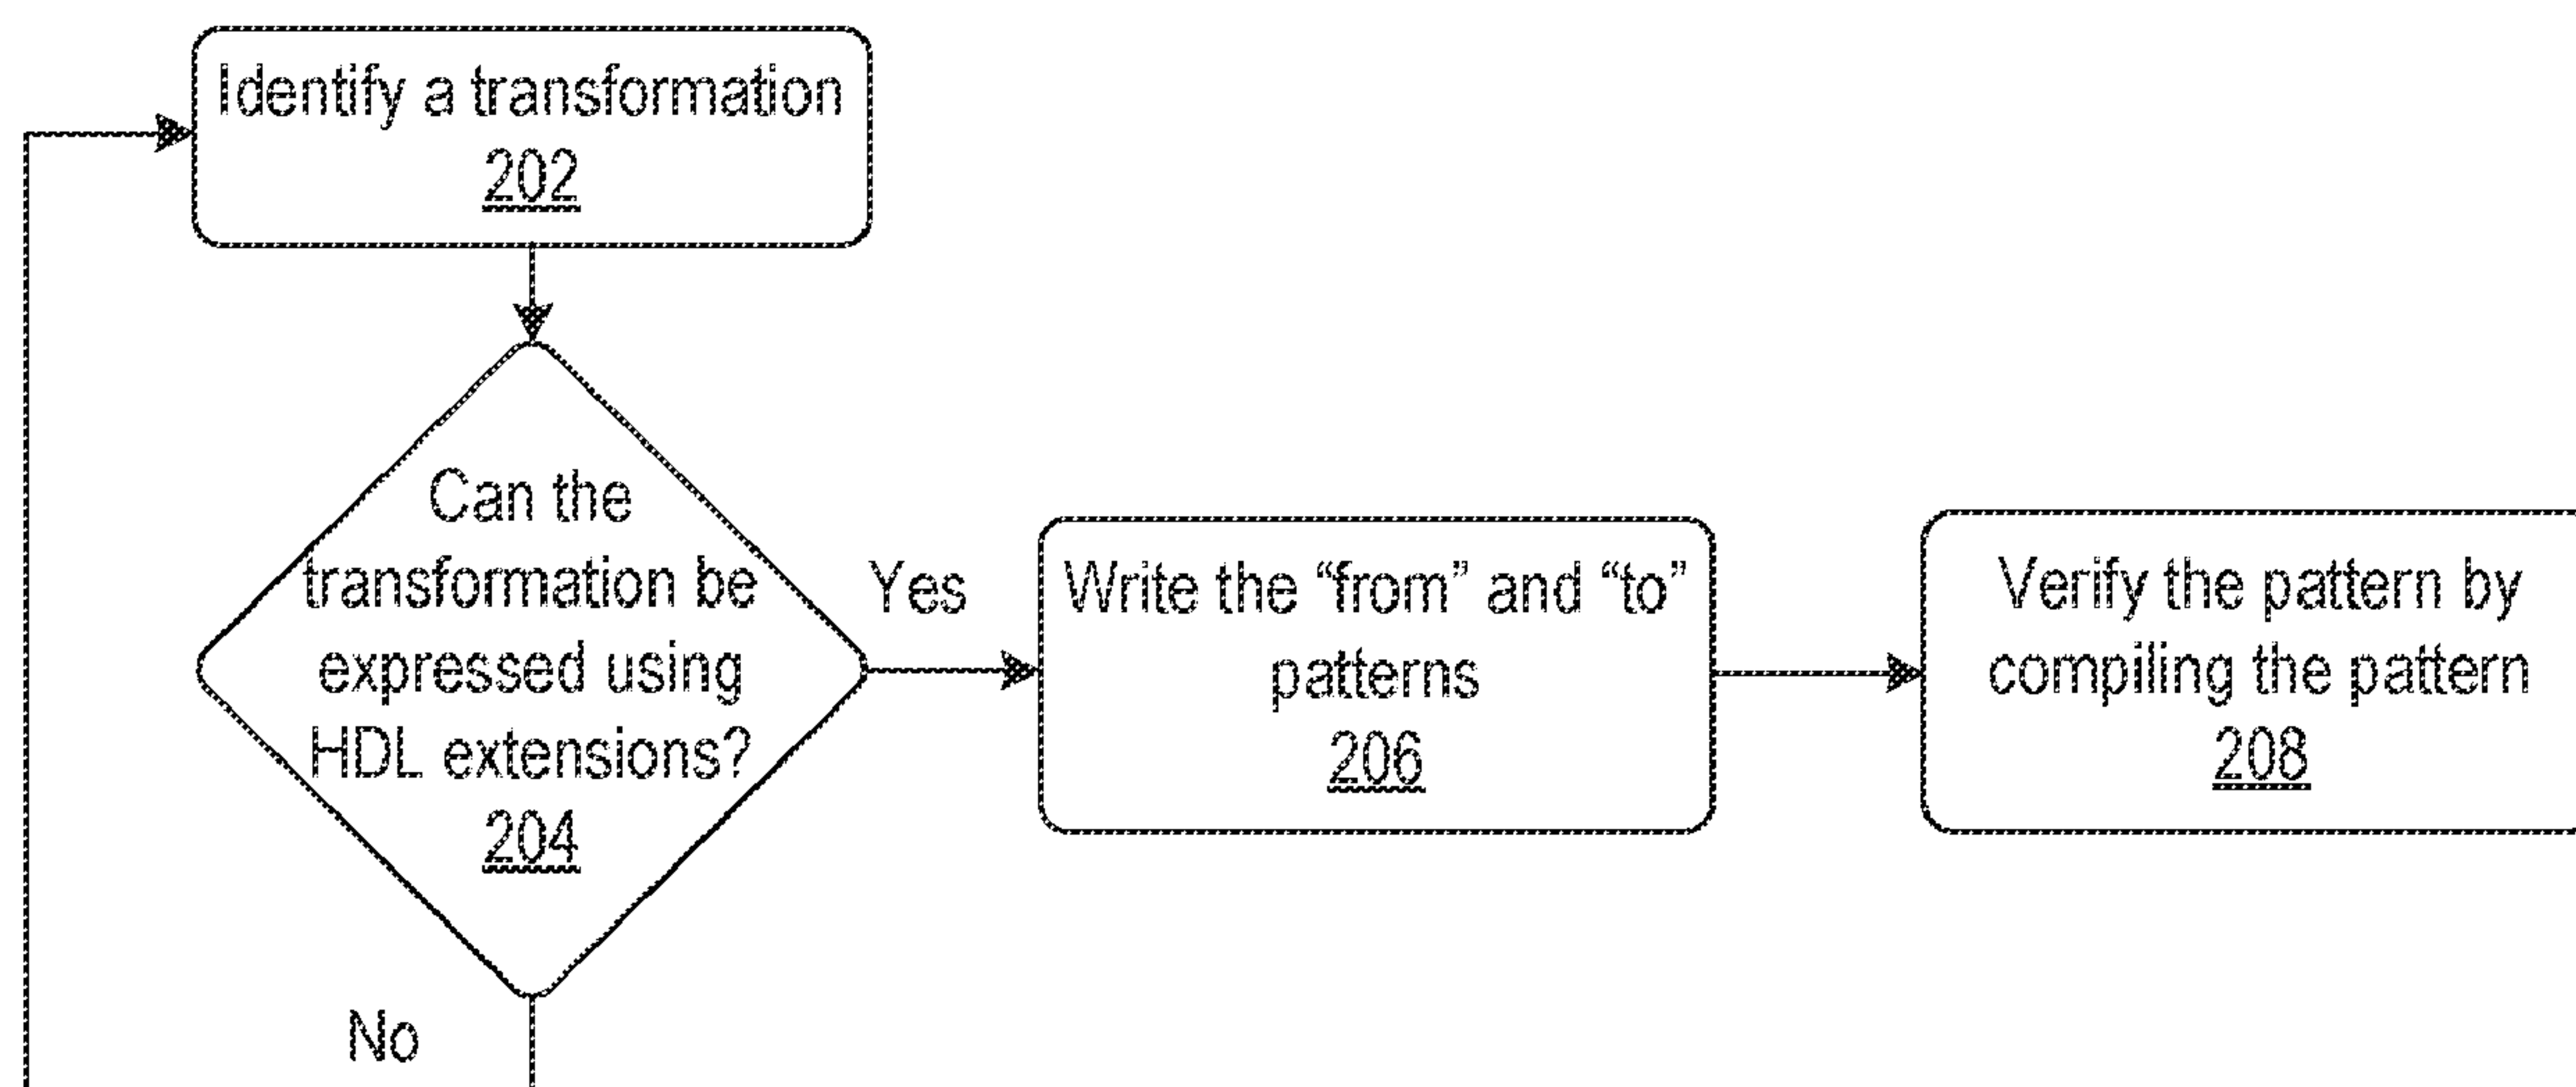 Identify a transformation
202
Can the
transformation be
expressed using
HDL extensions?
204
Yes
Write the “from” and “to”
patterns
206
Verify the pattern by
compiling the pattern
208
No